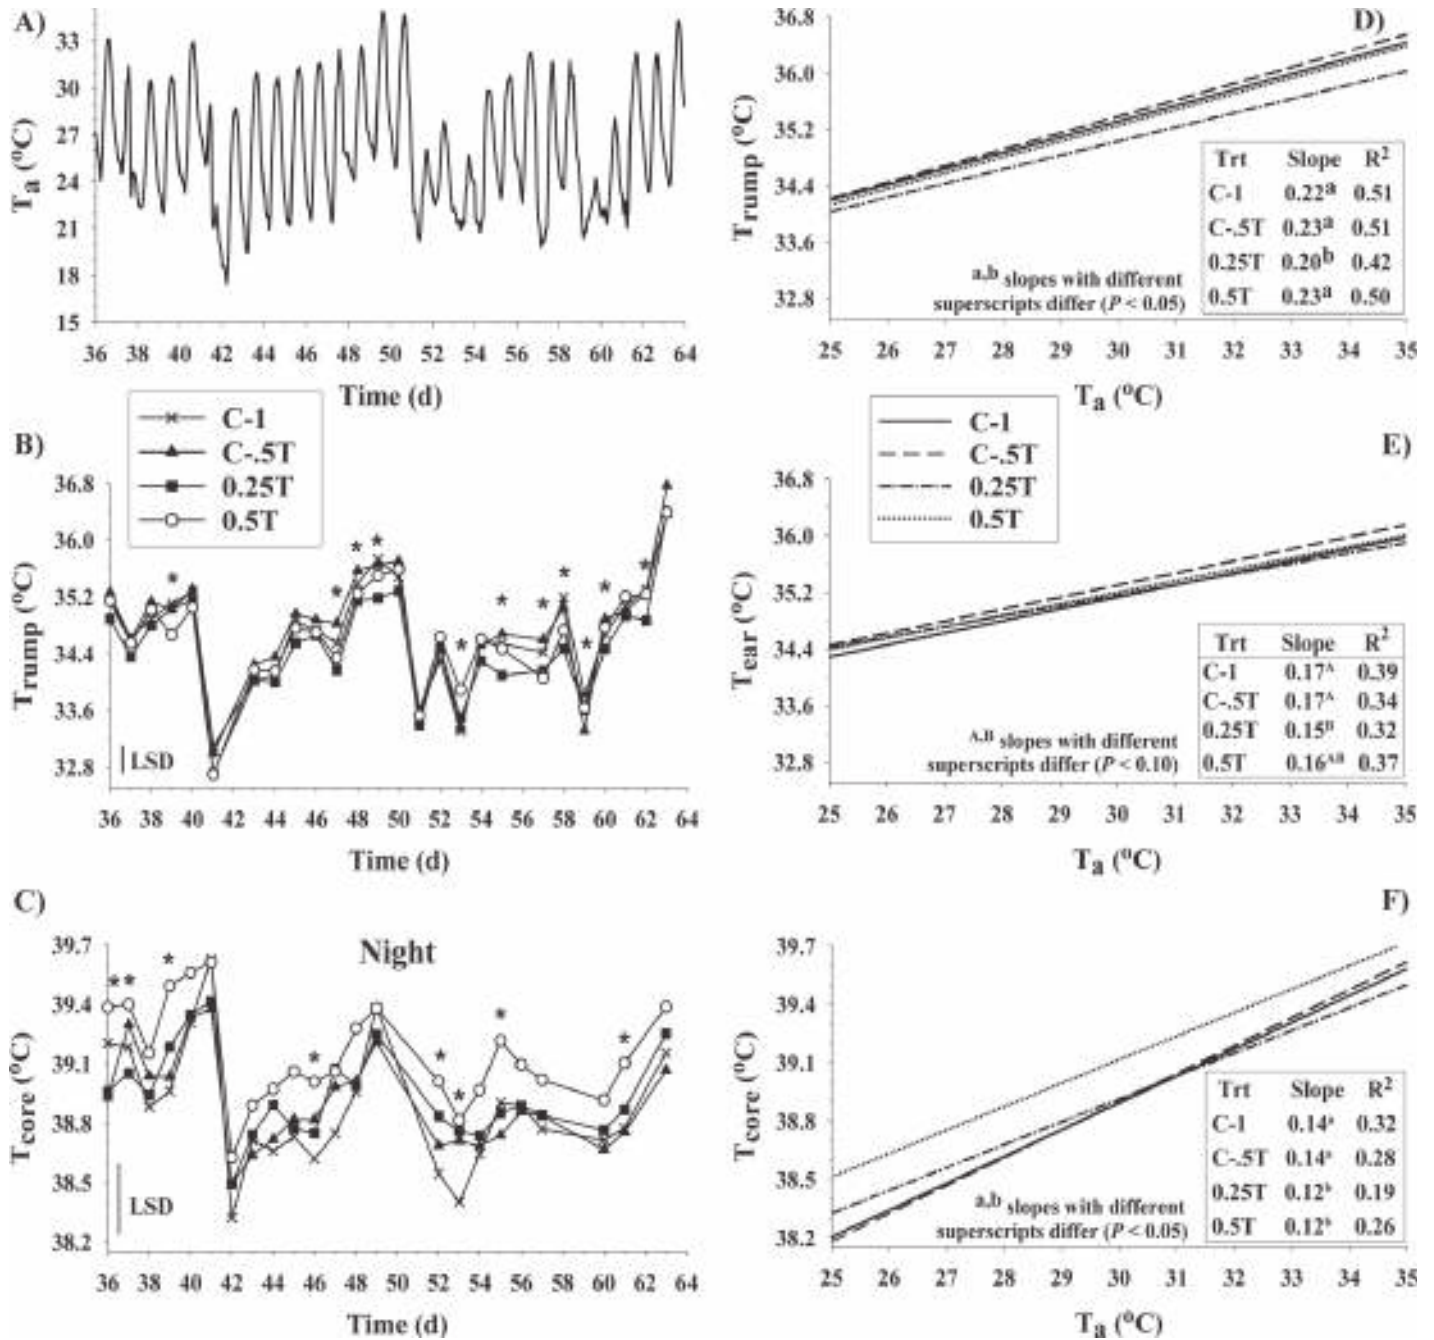 A)
T_a (°C)
33
30
27
24
21
18
15
36 38 40 42 44 46 48 50 52 54 56 58 60 62 64
Time (d)
D)
T_rump (°C)
36.8
36.0
35.2
34.4
33.6
32.8
Trt Slope R²
C-1 0.22ᵃ 0.51
C-.5T 0.23ᵃ 0.51
0.25T 0.20ᵇ 0.42
0.5T 0.23ᵃ 0.50
a,b slopes with different
superscripts differ (P < 0.05)
25 26 28 29 30 31 32 33 34 35
T_a (°C)
C-1
C-.5T
0.25T
0.5T
B)
T_rump (°C)
36.8
36.0
35.2
34.4
33.6
32.8
* * * * * * * * * *
LSD
36 38 40 42 44 46 48 50 52 54 56 58 60 62 64
Time (d)
C-1
C-.5T
0.25T
0.5T
E)
T_ear (°C)
36.8
36.0
35.2
34.4
33.6
32.8
Trt Slope R²
C-1 0.17ᴬ 0.39
C-.5T 0.17ᴬ 0.34
0.25T 0.15ᴮ 0.32
0.5T 0.16ᴬ,ᴮ 0.37
A,B slopes with different
superscripts differ (P < 0.10)
25 26 28 29 30 31 32 33 34 35
T_a (°C)
C)
Night
T_core (°C)
39.7
39.4
39.1
38.8
38.5
38.2
* * * * * * * *
LSD
36 38 40 42 44 46 48 50 52 54 56 58 60 62 64
Time (d)
F)
T_core (°C)
39.7
39.4
39.1
38.8
38.5
38.2
Trt Slope R²
C-1 0.14ᵃ 0.32
C-.5T 0.14ᵃ 0.28
0.25T 0.12ᵇ 0.19
0.5T 0.12ᵇ 0.26
a,b slopes with different
superscripts differ (P < 0.05)
25 26 28 29 30 31 32 33 34 35
T_a (°C)